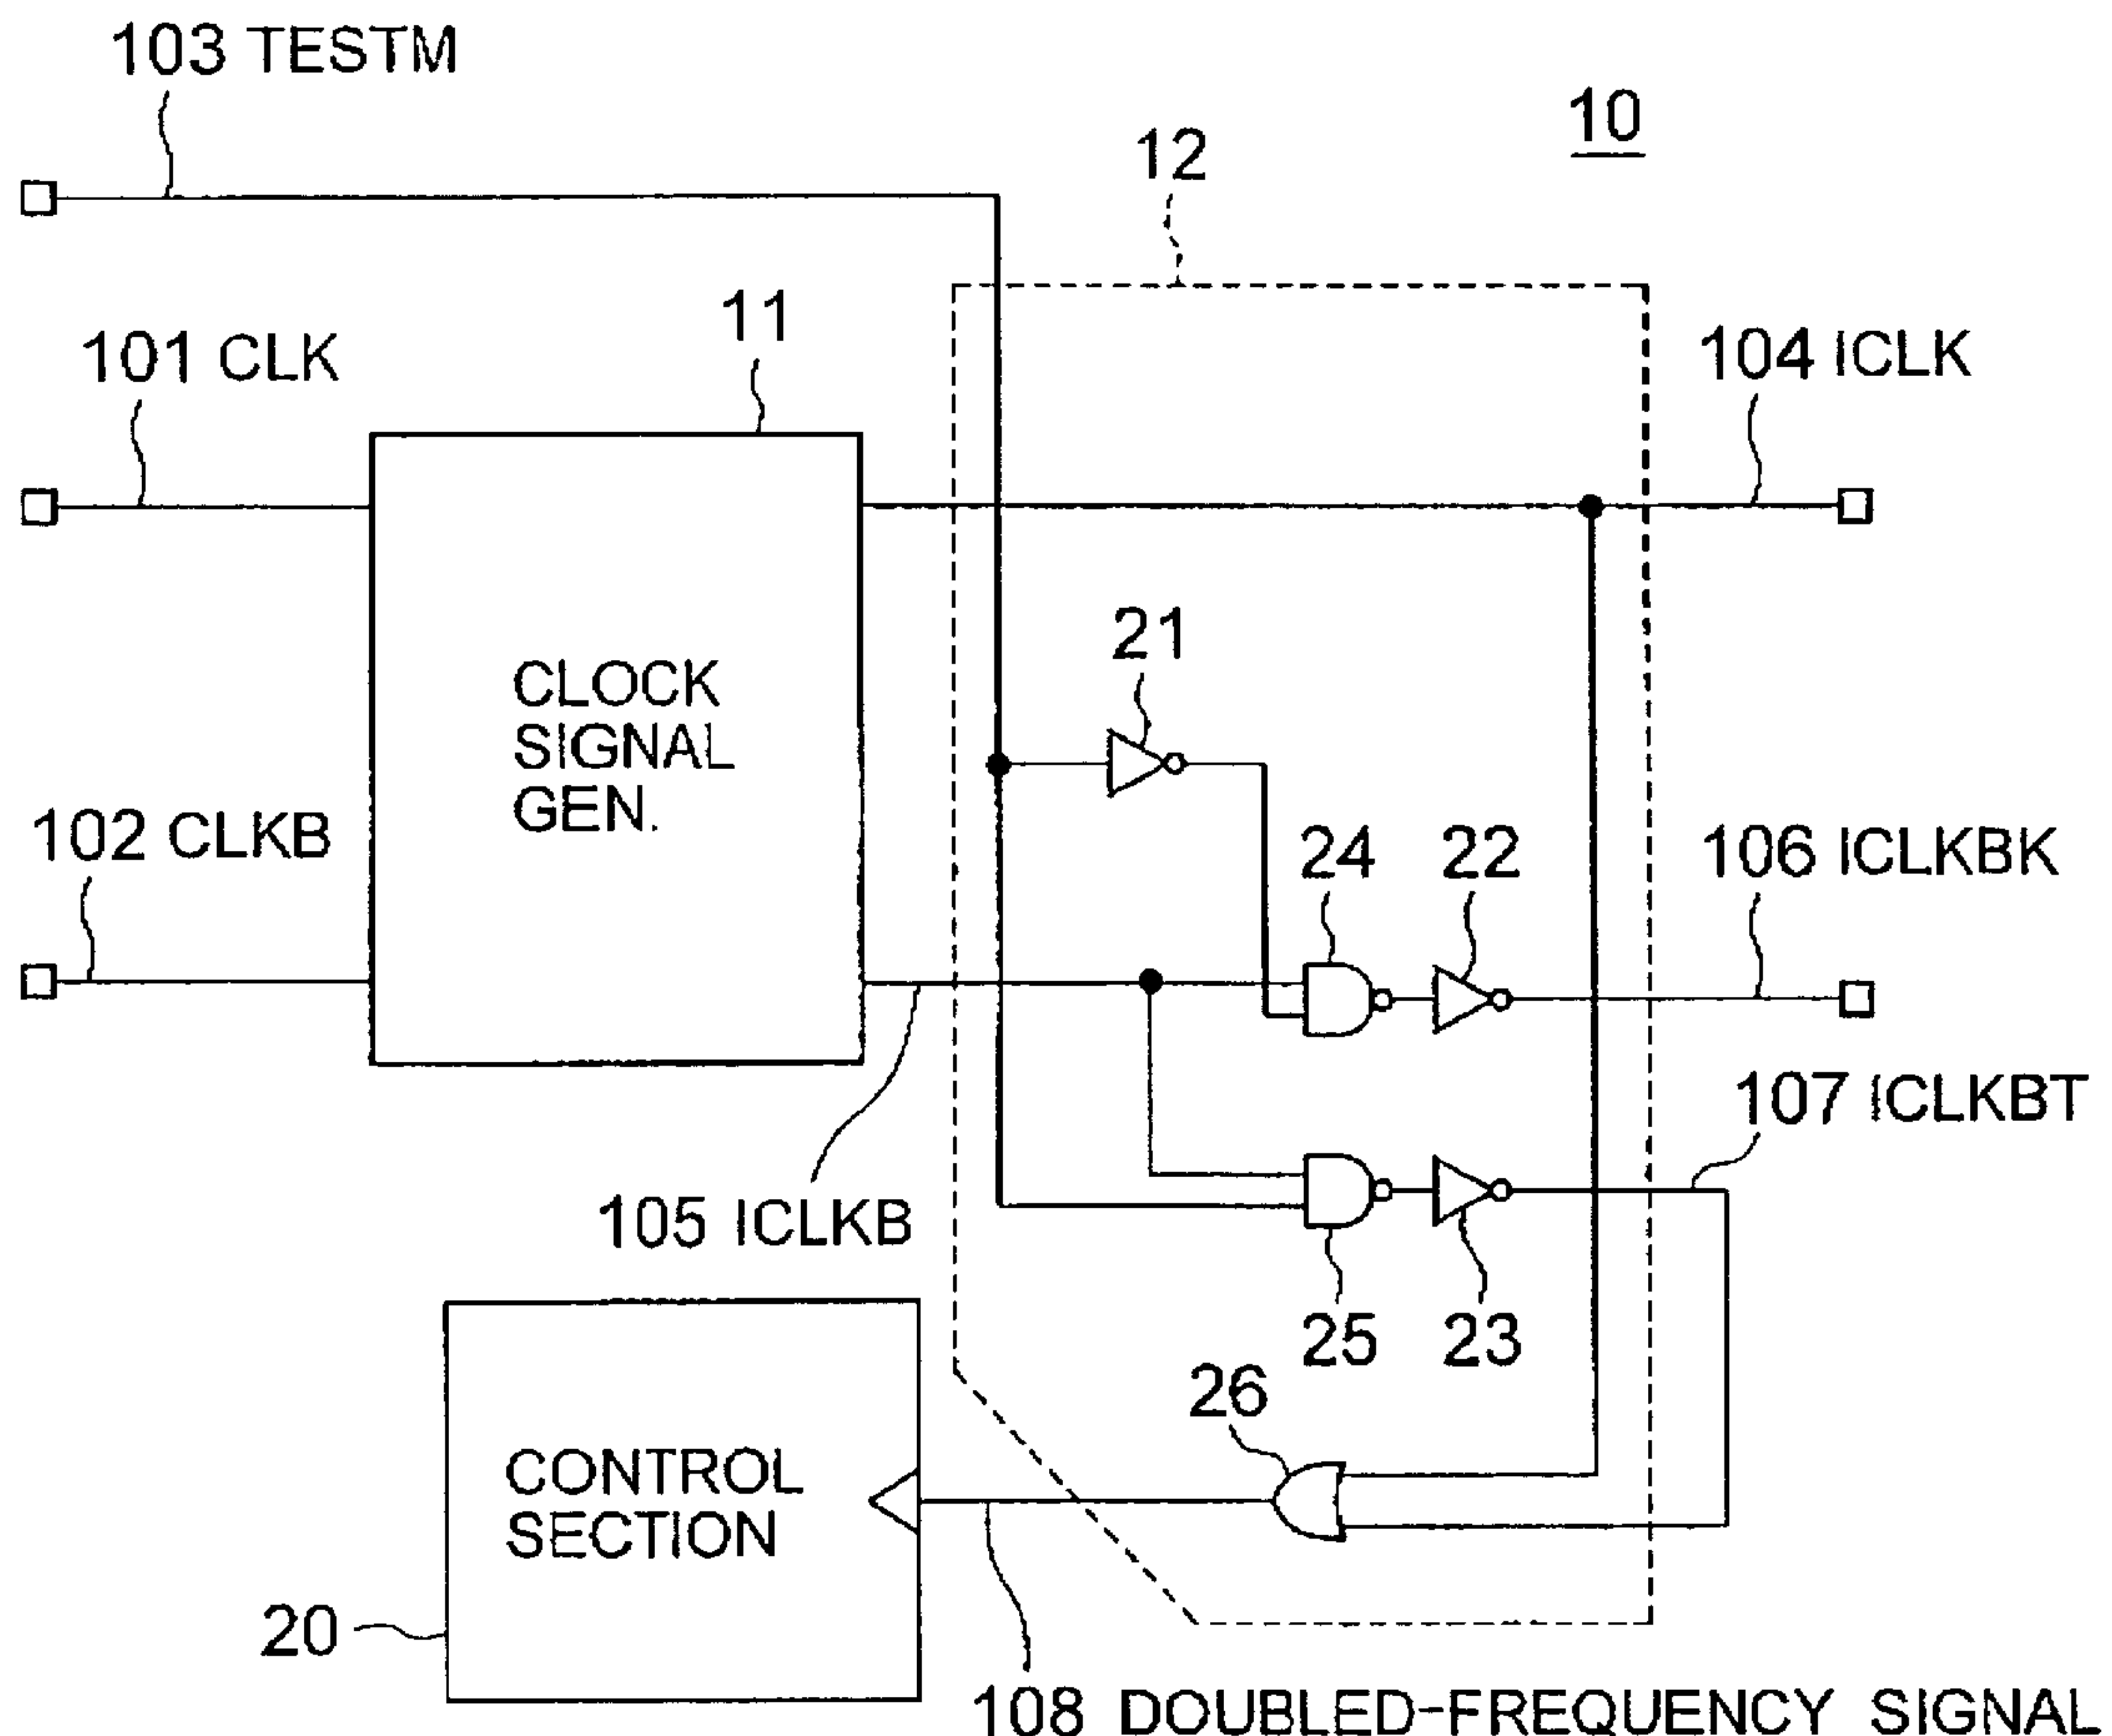 103 TESTM
10
12
11
101 CLK
104 ICLK
21
CLOCK
SIGNAL
GEN.
102 CLKB
24
22
106 ICLKBK
107 ICLKBT
105 ICLKB
25
23
26
CONTROL
SECTION
20
108 DOUBLED-FREQUENCY SIGNAL